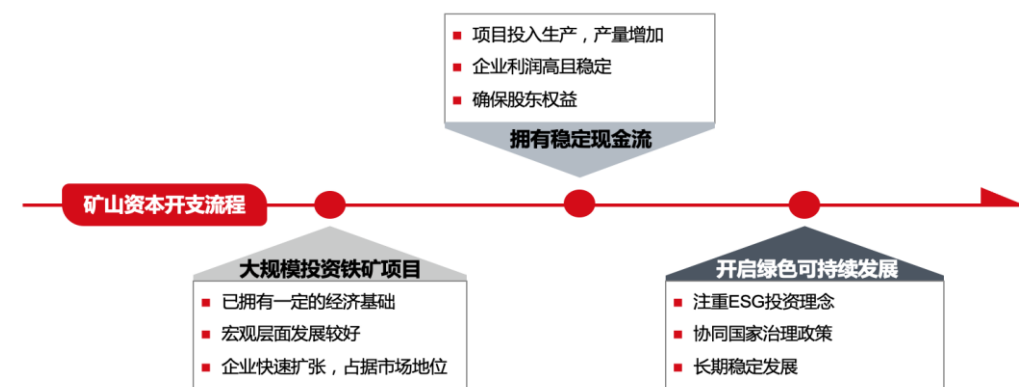 项目投入生产，产量增加
企业利润高且稳定
确保股东权益
拥有稳定现金流
矿山资本开支流程
大规模投资铁矿项目
已拥有一定的经济基础
宏观层面发展较好
企业快速扩张，占据市场地位
开启绿色可持续发展
注重ESG投资理念
协同国家治理政策
长期稳定发展